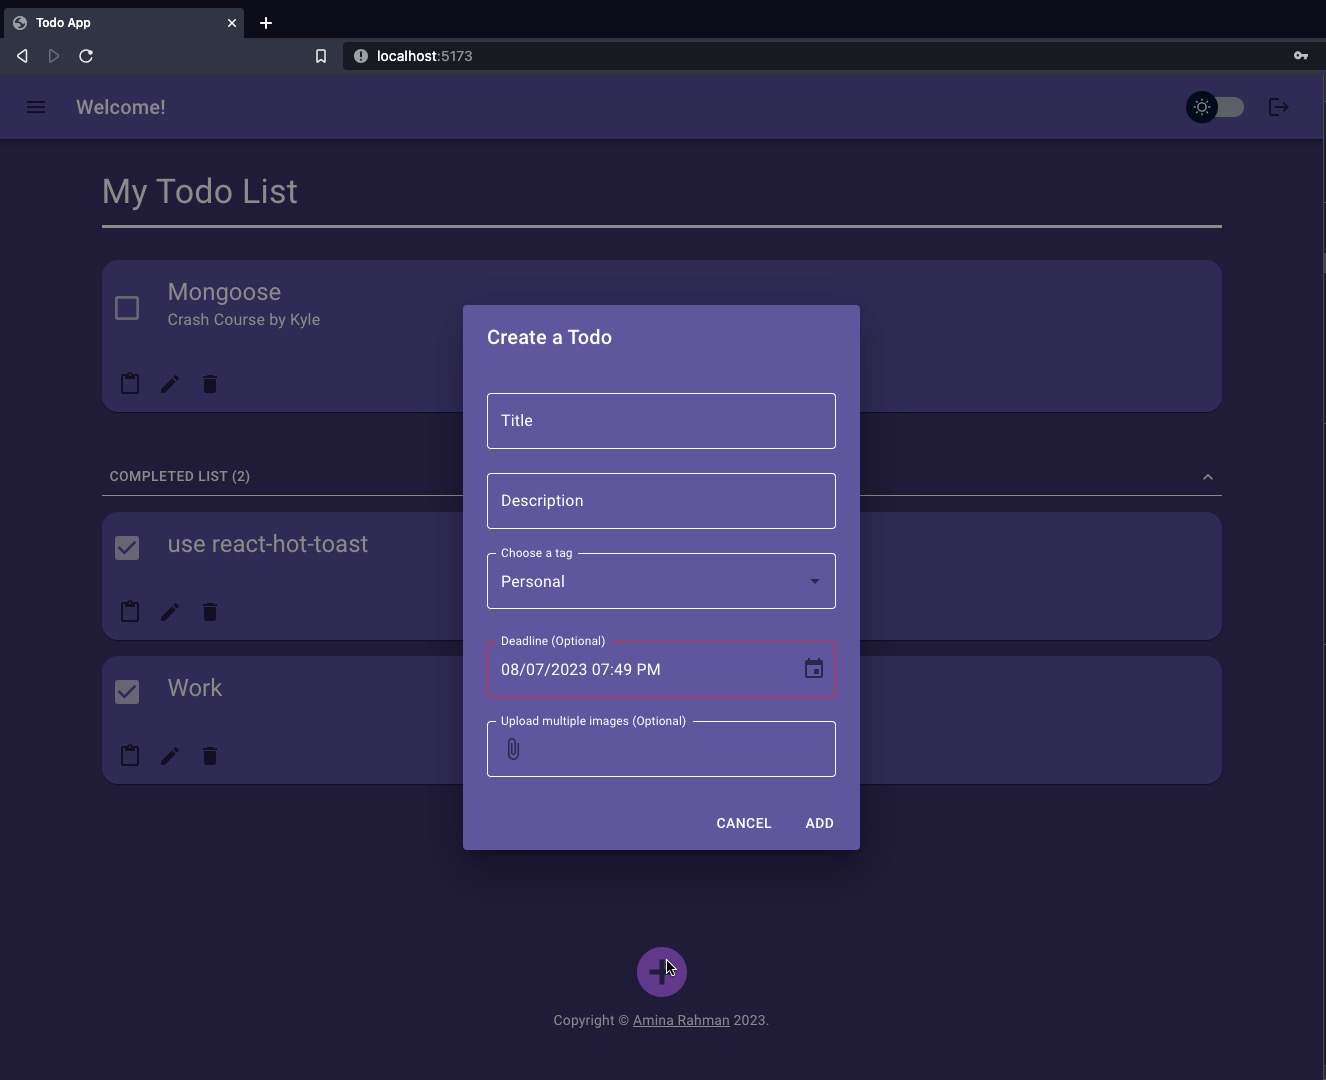 Todo App
localhost:5173
Welcome!
My Todo List
Mongoose
Crash Course by Kyle
COMPLETED LIST (2)
use react-hot-toast
Work
Create a Todo
Title
Description
Choose a tag
Personal
Deadline (Optional)
08/07/2023 07:49 PM
Upload multiple images (Optional)
CANCEL ADD
Copyright © Amina Rahman 2023.